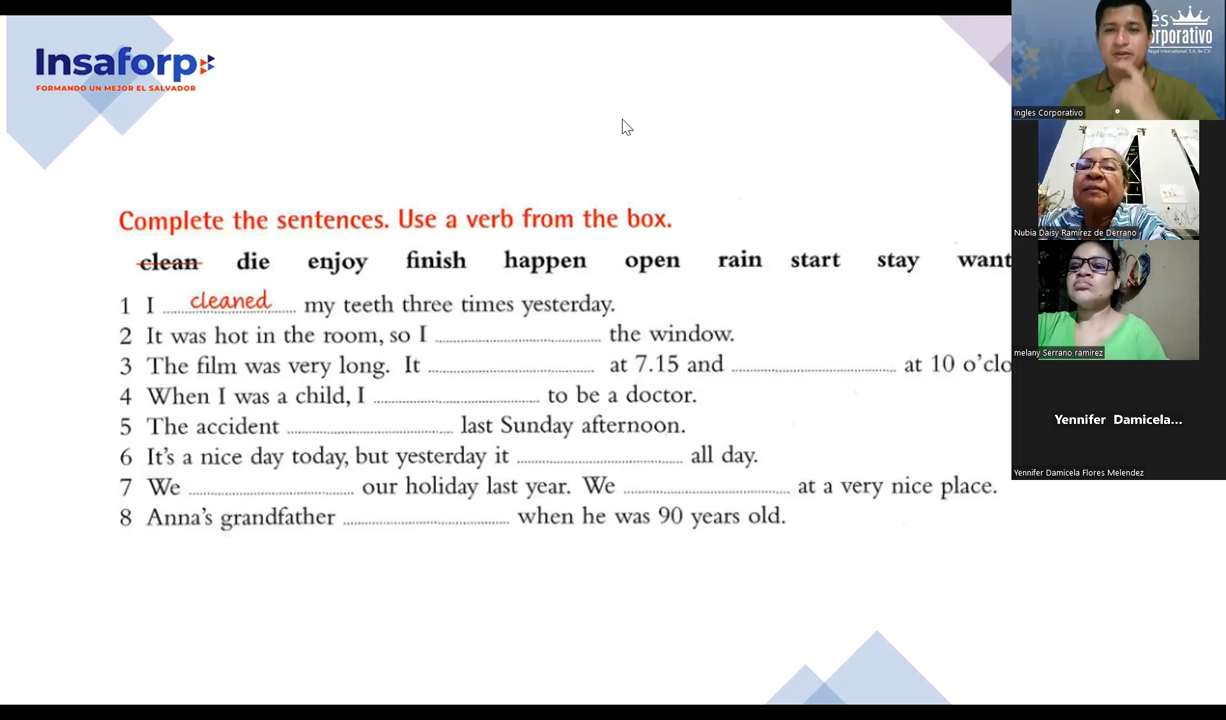 Insaforp
FORMANDO UN MEJOR EL SALVADOR
Complete the sentences. Use a verb from the box.
clean die enjoy finish happen open rain start stay want
1 I cleaned my teeth three times yesterday.
2 It was hot in the room, so I .................... the window.
3 The film was very long. It .................... at 7.15 and .................... at 10 o'clo
4 When I was a child, I .................... to be a doctor.
5 The accident .................... last Sunday afternoon.
6 It's a nice day today, but yesterday it .................... all day.
7 We .................... our holiday last year. We .................... at a very nice place.
8 Anna's grandfather .................... when he was 90 years old.
és
orporativo
Ingles Corporativo
Nubia Daisy Ramirez de Derrano
melany Serrano ramirez
Yennifer Damicela...
Yennifer Damicela Flores Melendez